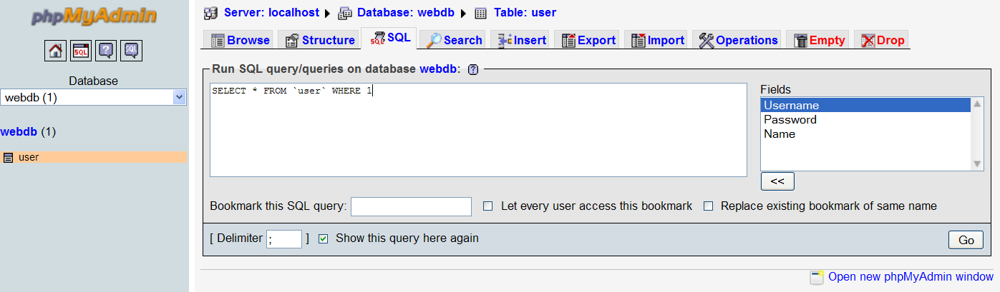 phpMyAdmin
Server: localhost ▶ Database: webdb ▶ Table: user
Browse Structure SQL Search Insert Export Import Operations Empty Drop
SQL ? SQL
Database
webdb (1)
webdb (1)
user
Run SQL query/queries on database webdb: ?
SELECT * FROM `user` WHERE 1
Fields
Username
Password
Name
<<
Bookmark this SQL query: Let every user access this bookmark Replace existing bookmark of same name
[ Delimiter ; ] Show this query here again Go
Open new phpMyAdmin window